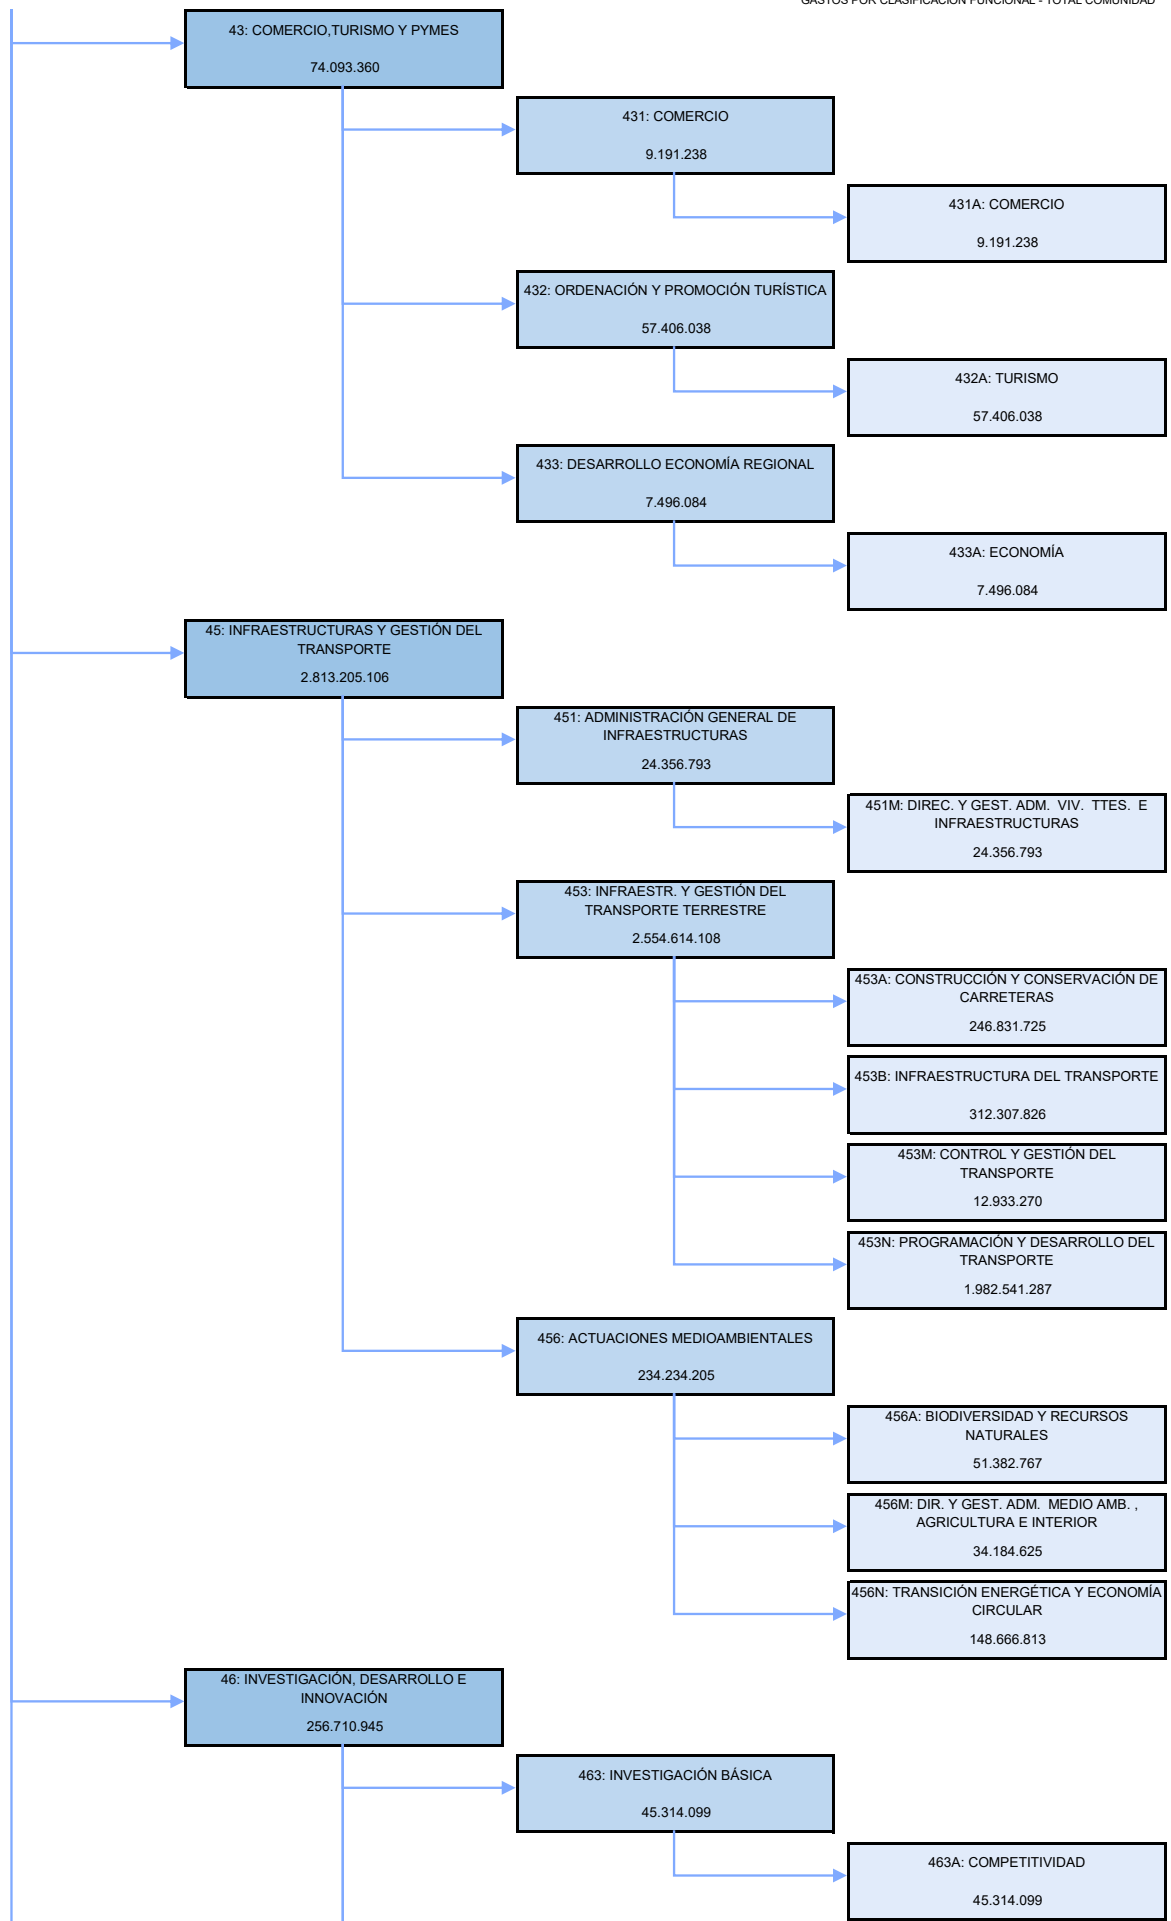 GASTOS POR CLASIFICACIÓN FUNCIONAL - TOTAL COMUNIDAD
43: COMERCIO,TURISMO Y PYMES
74.093.360
431: COMERCIO
9.191.238
431A: COMERCIO
9.191.238
432: ORDENACIÓN Y PROMOCIÓN TURÍSTICA
57.406.038
432A: TURISMO
57.406.038
433: DESARROLLO ECONOMÍA REGIONAL
7.496.084
433A: ECONOMÍA
7.496.084
45: INFRAESTRUCTURAS Y GESTIÓN DEL
TRANSPORTE
2.813.205.106
451: ADMINISTRACIÓN GENERAL DE
INFRAESTRUCTURAS
24.356.793
451M: DIREC. Y GEST. ADM. VIV. TTES. E
INFRAESTRUCTURAS
24.356.793
453: INFRAESTR. Y GESTIÓN DEL
TRANSPORTE TERRESTRE
2.554.614.108
453A: CONSTRUCCIÓN Y CONSERVACIÓN DE
CARRETERAS
246.831.725
453B: INFRAESTRUCTURA DEL TRANSPORTE
312.307.826
453M: CONTROL Y GESTIÓN DEL
TRANSPORTE
12.933.270
453N: PROGRAMACIÓN Y DESARROLLO DEL
TRANSPORTE
1.982.541.287
456: ACTUACIONES MEDIOAMBIENTALES
234.234.205
456A: BIODIVERSIDAD Y RECURSOS
NATURALES
51.382.767
456M: DIR. Y GEST. ADM. MEDIO AMB. ,
AGRICULTURA E INTERIOR
34.184.625
456N: TRANSICIÓN ENERGÉTICA Y ECONOMÍA
CIRCULAR
148.666.813
46: INVESTIGACIÓN, DESARROLLO E
INNOVACIÓN
256.710.945
463: INVESTIGACIÓN BÁSICA
45.314.099
463A: COMPETITIVIDAD
45.314.099